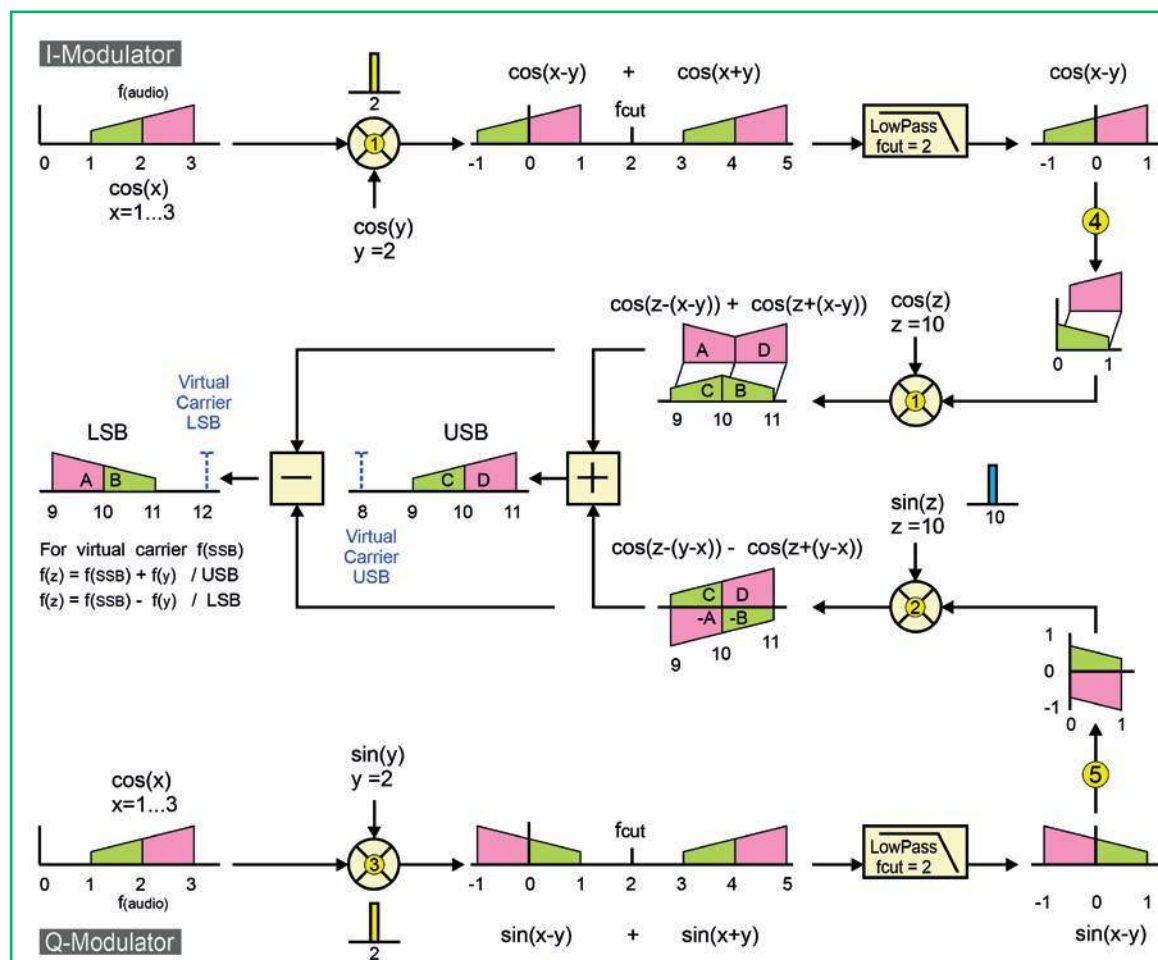 I-Modulator
f(audio)
0 1 2 3
cos(x)
x=1...3
2
1
cos(y)
y =2
cos(x-y) + cos(x+y)
fcut
-1 0 1 2 3 4 5
LowPass
fcut = 2
cos(x-y)
-1 0 1
4
0 1
cos(z)
z =10
1
cos(z-(x-y)) + cos(z+(x-y))
A D
C B
9 10 11
Virtual
Carrier
LSB
LSB
A B
9 10 11 12
For virtual carrier f(SSB)
f(z) = f(SSB) + f(y) / USB
f(z) = f(SSB) - f(y) / LSB
−
USB
C D
8 9 10 11
Virtual
Carrier
USB
+
10
sin(z)
z =10
2
cos(z-(y-x)) - cos(z+(y-x))
C D
-A -B
9 10 11
1
0
-1
0 1
5
cos(x)
x=1...3
0 1 2 3
f(audio)
Q-Modulator
sin(y)
y =2
3
2
fcut
-1 0 1 2 3 4 5
sin(x-y) + sin(x+y)
LowPass
fcut = 2
-1 0 1
sin(x-y)